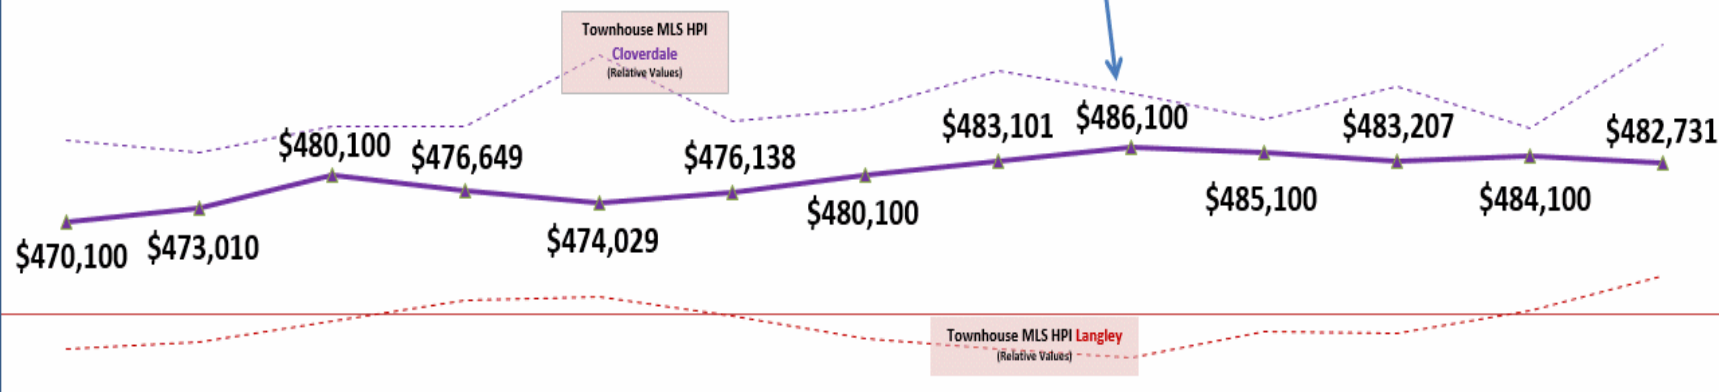 Townhouse MLS HPI
Cloverdale
(Relative Values)
$470,100
$473,010
$480,100
$476,649
$474,029
$476,138
$480,100
$483,101
$486,100
$485,100
$483,207
$484,100
$482,731
Townhouse MLS HPI Langley
(Relative Values)